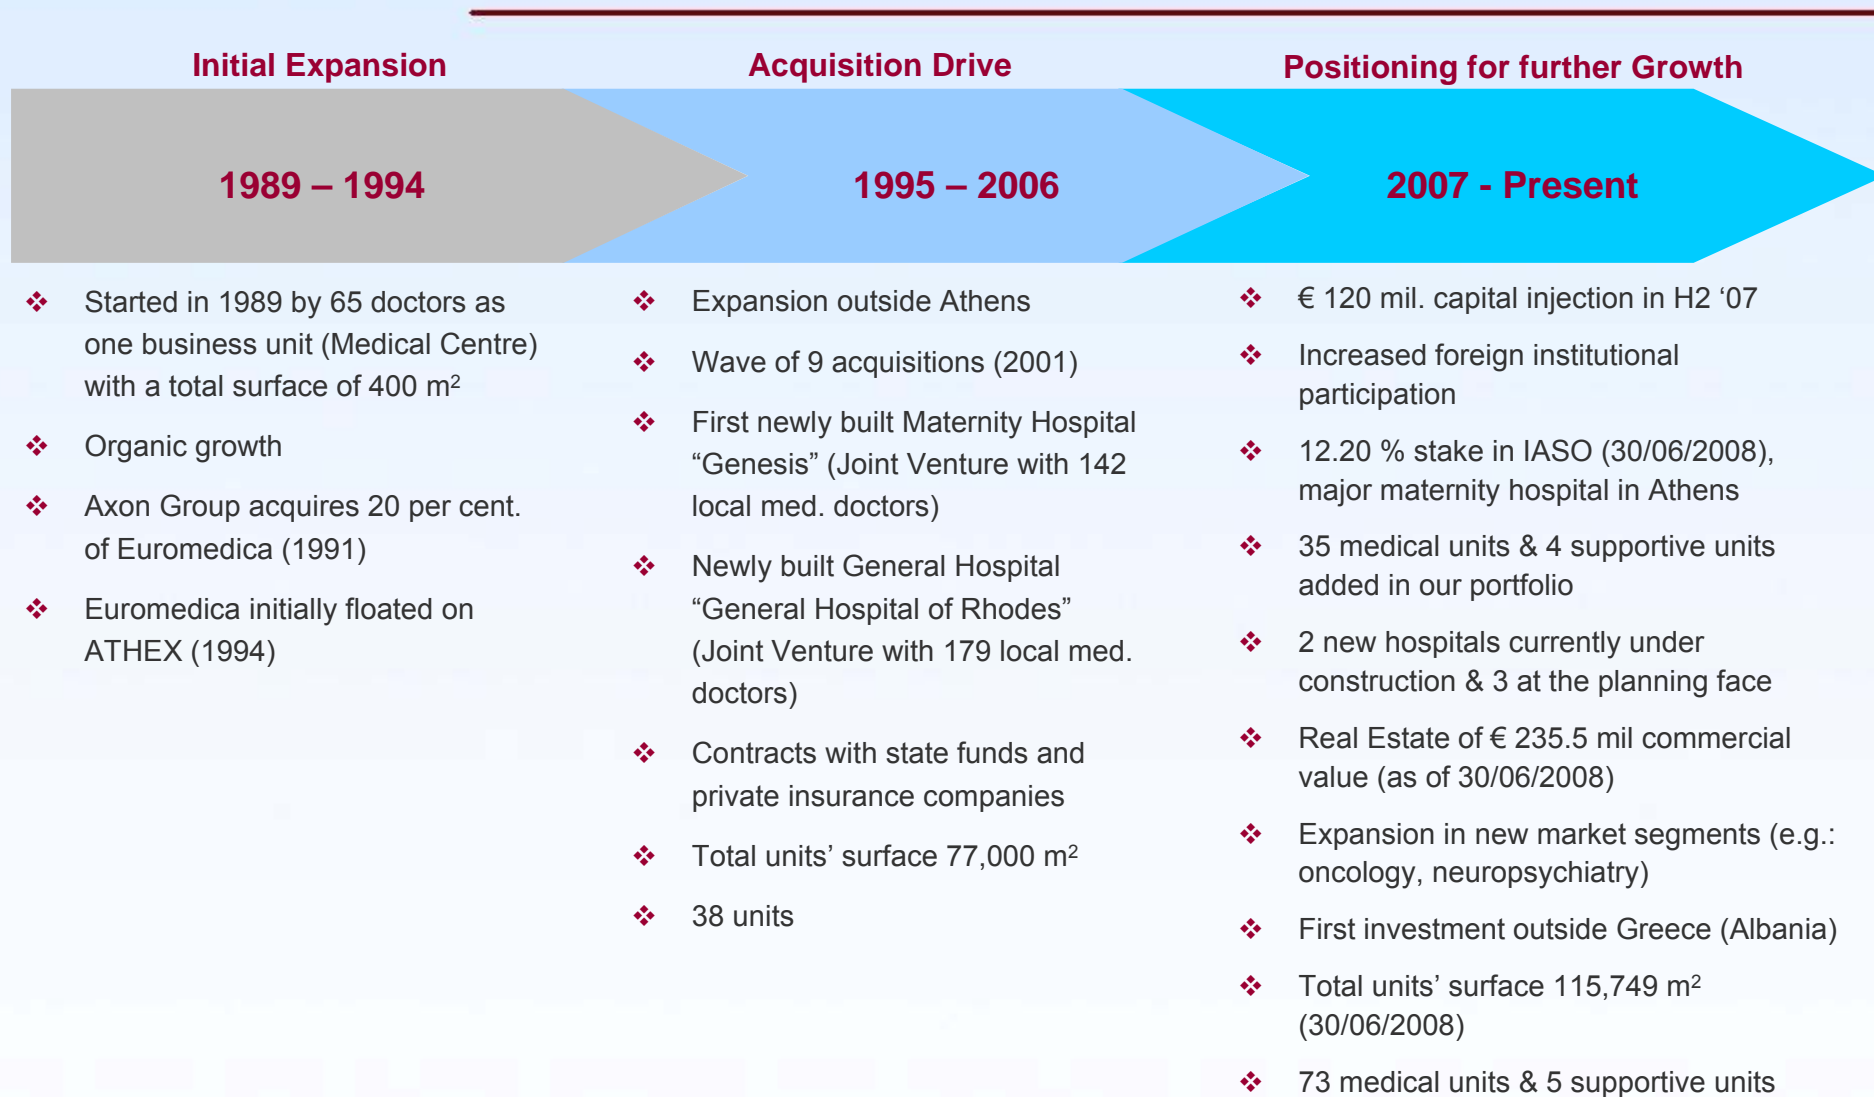 Initial Expansion
Acquisition Drive
Positioning for further Growth
1989 – 1994
1995 – 2006
2007 - Present
❖ Started in 1989 by 65 doctors as
one business unit (Medical Centre)
with a total surface of 400 m²
❖ Organic growth
❖ Axon Group acquires 20 per cent.
of Euromedica (1991)
❖ Euromedica initially floated on
ATHEX (1994)
❖ Expansion outside Athens
❖ Wave of 9 acquisitions (2001)
❖ First newly built Maternity Hospital
“Genesis” (Joint Venture with 142
local med. doctors)
❖ Newly built General Hospital
“General Hospital of Rhodes”
(Joint Venture with 179 local med.
doctors)
❖ Contracts with state funds and
private insurance companies
❖ Total units’ surface 77,000 m²
❖ 38 units
❖ € 120 mil. capital injection in H2 ‘07
❖ Increased foreign institutional
participation
❖ 12.20 % stake in IASO (30/06/2008),
major maternity hospital in Athens
❖ 35 medical units & 4 supportive units
added in our portfolio
❖ 2 new hospitals currently under
construction & 3 at the planning face
❖ Real Estate of € 235.5 mil commercial
value (as of 30/06/2008)
❖ Expansion in new market segments (e.g.:
oncology, neuropsychiatry)
❖ First investment outside Greece (Albania)
❖ Total units’ surface 115,749 m²
(30/06/2008)
❖ 73 medical units & 5 supportive units